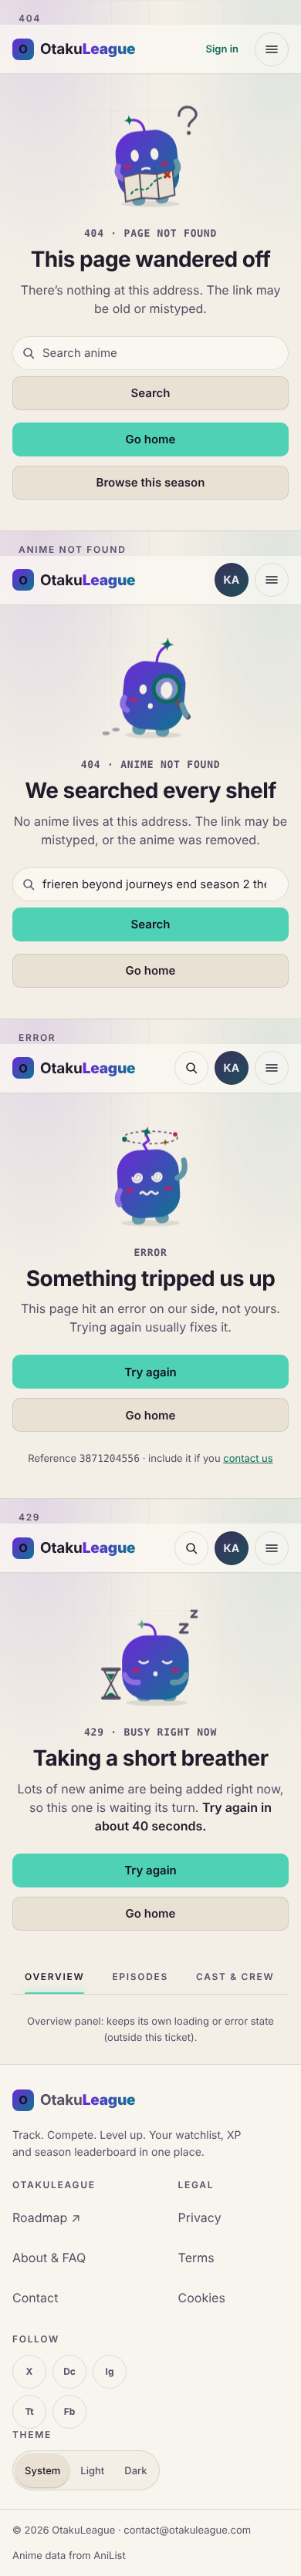 404
O OtakuLeague Sign in
?
404 · PAGE NOT FOUND
This page wandered off
There's nothing at this address. The link may
be old or mistyped.
Search anime
Search
Go home
Browse this season
ANIME NOT FOUND
O OtakuLeague KA
404 · ANIME NOT FOUND
We searched every shelf
No anime lives at this address. The link may be
mistyped, or the anime was removed.
frieren beyond journeys end season 2 the
Search
Go home
ERROR
O OtakuLeague KA
ERROR
Something tripped us up
This page hit an error on our side, not yours.
Trying again usually fixes it.
Try again
Go home
Reference 3871204556 · include it if you contact us
429
O OtakuLeague KA
z
z
429 · BUSY RIGHT NOW
Taking a short breather
Lots of new anime are being added right now,
so this one is waiting its turn. Try again in
about 40 seconds.
Try again
Go home
OVERVIEW EPISODES CAST & CREW
Overview panel: keeps its own loading or error state
(outside this ticket).
O OtakuLeague
Track. Compete. Level up. Your watchlist, XP
and season leaderboard in one place.
OTAKULEAGUE LEGAL
Roadmap ↗ Privacy
About & FAQ Terms
Contact Cookies
FOLLOW
X Dc Ig
Tt Fb
THEME
System Light Dark
© 2026 OtakuLeague · contact@otakuleague.com
Anime data from AniList